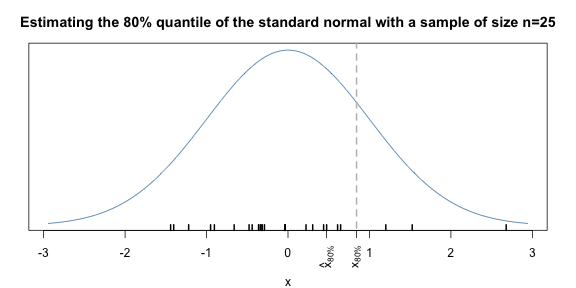 Estimating the 80% quantile of the standard normal with a sample of size n=25
-3 -2 -1 0 1 2 3
x̂80% x80%
x